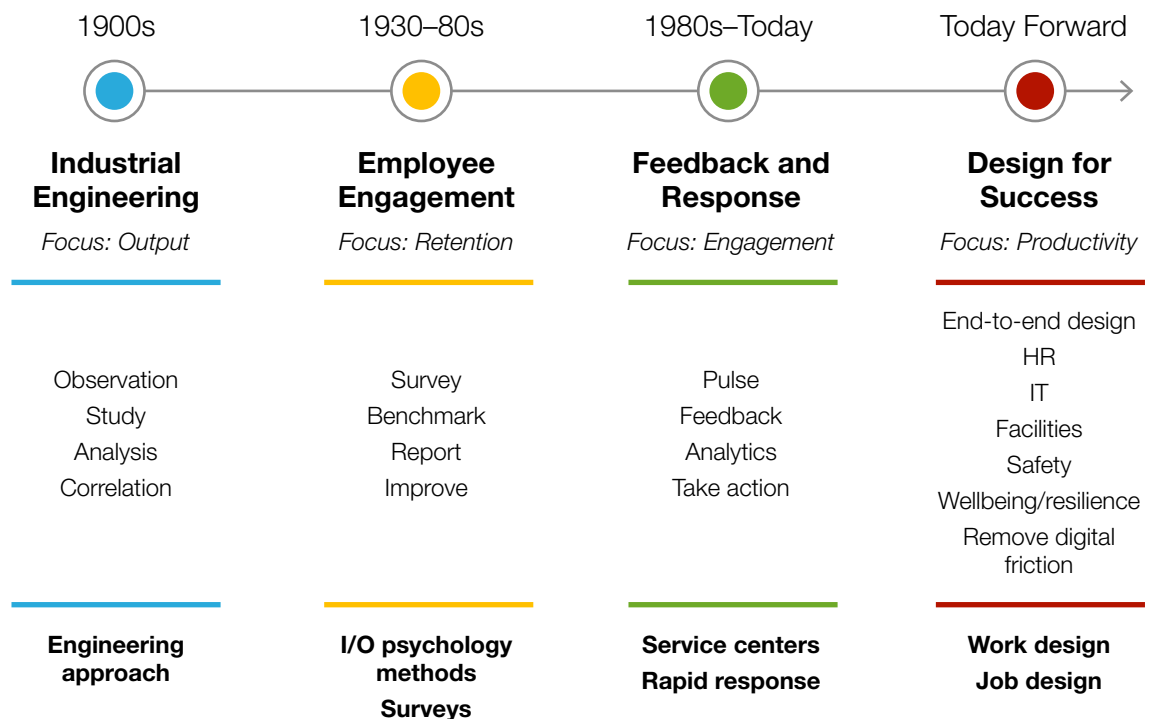 1900s
1930–80s
1980s–Today
Today Forward
Industrial
Engineering
Focus: Output
Employee
Engagement
Focus: Retention
Feedback and
Response
Focus: Engagement
Design for
Success
Focus: Productivity
Observation
Study
Analysis
Correlation
Survey
Benchmark
Report
Improve
Pulse
Feedback
Analytics
Take action
End-to-end design
HR
IT
Facilities
Safety
Wellbeing/resilience
Remove digital
friction
Engineering
approach
I/O psychology
methods
Surveys
Service centers
Rapid response
Work design
Job design